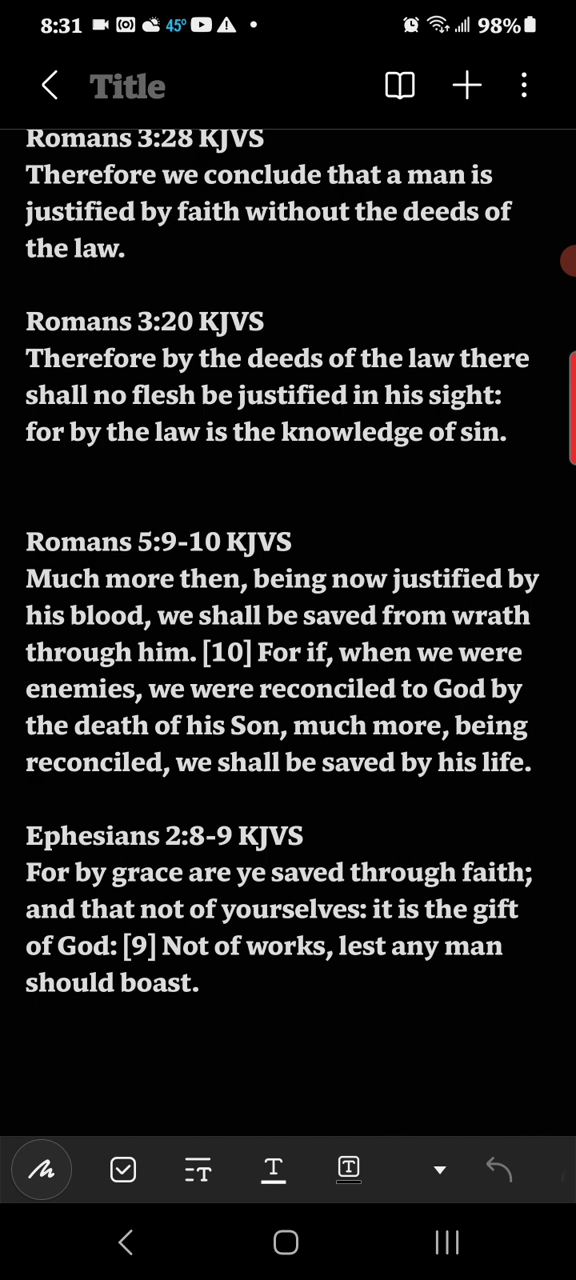 8:31 45° 98%
Title
Romans 3:28 KJVS
Therefore we conclude that a man is
justified by faith without the deeds of
the law.
Romans 3:20 KJVS
Therefore by the deeds of the law there
shall no flesh be justified in his sight:
for by the law is the knowledge of sin.
Romans 5:9-10 KJVS
Much more then, being now justified by
his blood, we shall be saved from wrath
through him. [10] For if, when we were
enemies, we were reconciled to God by
the death of his Son, much more, being
reconciled, we shall be saved by his life.
Ephesians 2:8-9 KJVS
For by grace are ye saved through faith;
and that not of yourselves: it is the gift
of God: [9] Not of works, lest any man
should boast.